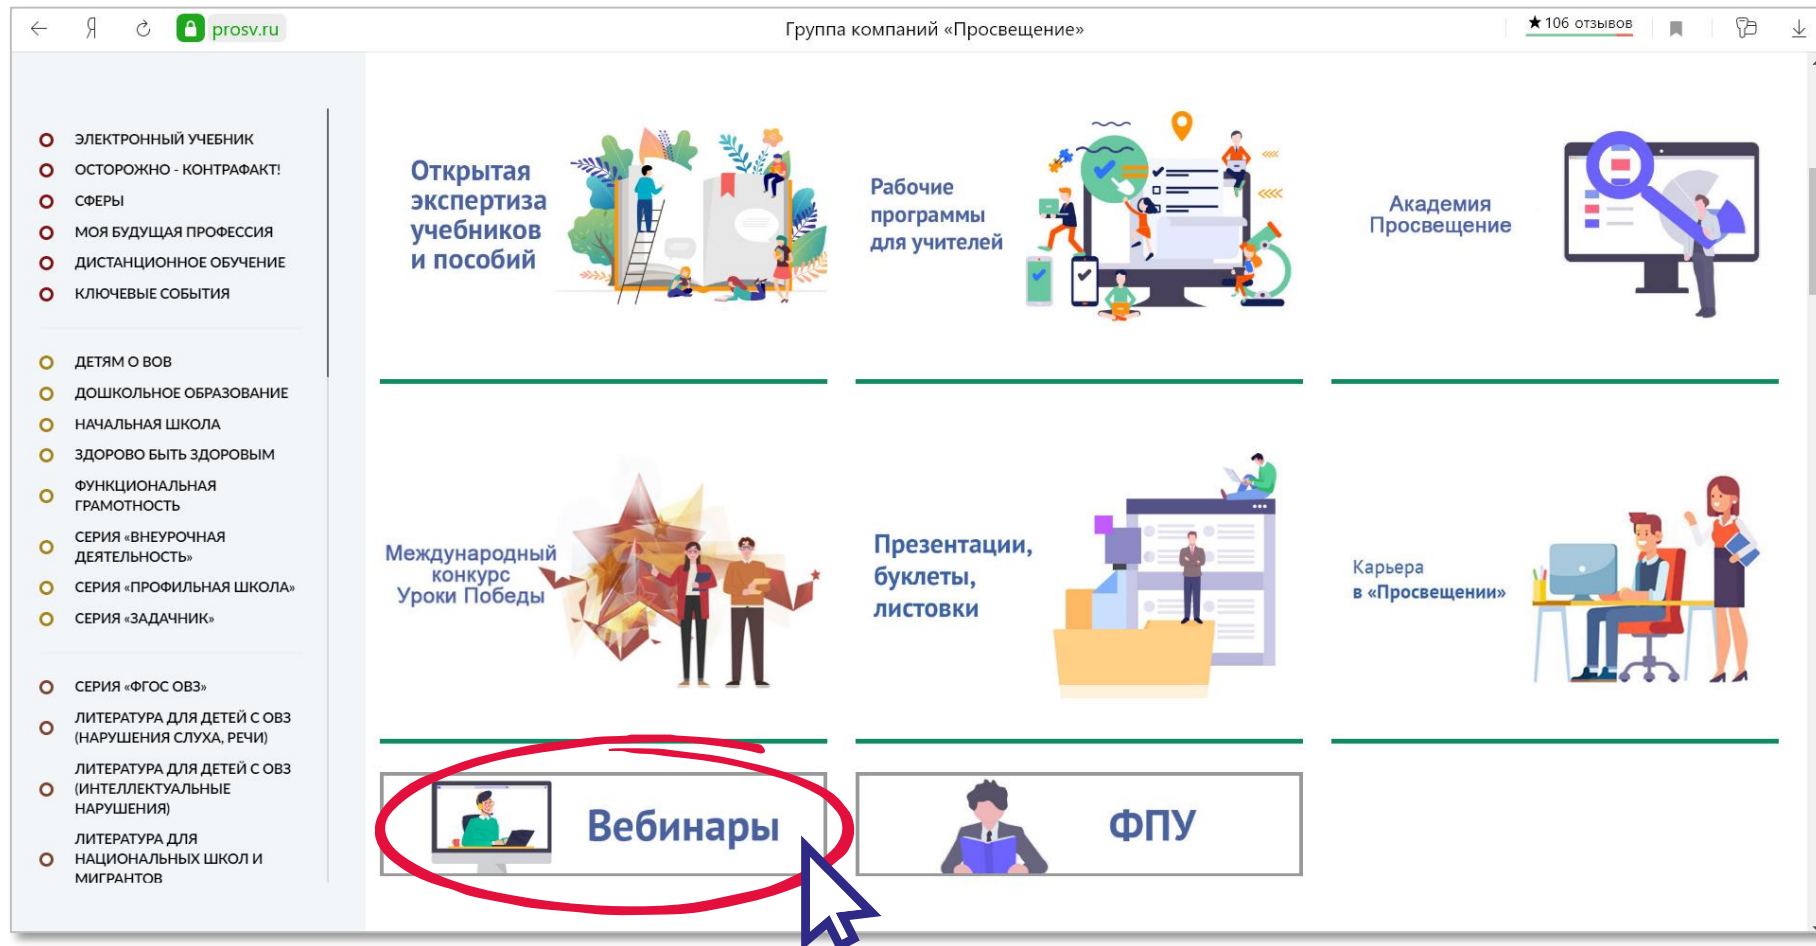 Я
prosv.ru
Группа компаний «Просвещение»
★106 отзывов
ЭЛЕКТРОННЫЙ УЧЕБНИК
ОСТОРОЖНО - КОНТРАФАКТ!
СФЕРЫ
МОЯ БУДУЩАЯ ПРОФЕССИЯ
ДИСТАНЦИОННОЕ ОБУЧЕНИЕ
КЛЮЧЕВЫЕ СОБЫТИЯ
ДЕТЯМ О ВОВ
ДОШКОЛЬНОЕ ОБРАЗОВАНИЕ
НАЧАЛЬНАЯ ШКОЛА
ЗДОРОВО БЫТЬ ЗДОРОВЫМ
ФУНКЦИОНАЛЬНАЯ
ГРАМОТНОСТЬ
СЕРИЯ «ВНЕУРОЧНАЯ
ДЕЯТЕЛЬНОСТЬ»
СЕРИЯ «ПРОФИЛЬНАЯ ШКОЛА»
СЕРИЯ «ЗАДАЧНИК»
СЕРИЯ «ФГОС ОВЗ»
ЛИТЕРАТУРА ДЛЯ ДЕТЕЙ С ОВЗ
(НАРУШЕНИЯ СЛУХА, РЕЧИ)
ЛИТЕРАТУРА ДЛЯ ДЕТЕЙ С ОВЗ
(ИНТЕЛЛЕКТУАЛЬНЫЕ
НАРУШЕНИЯ)
ЛИТЕРАТУРА ДЛЯ
НАЦИОНАЛЬНЫХ ШКОЛ И
МИГРАНТОВ
Открытая
экспертиза
учебников
и пособий
Рабочие
программы
для учителей
Академия
Просвещение
Международный
конкурс
Уроки Победы
Презентации,
буклеты,
листовки
Карьера
в «Просвещении»
Вебинары
ФПУ